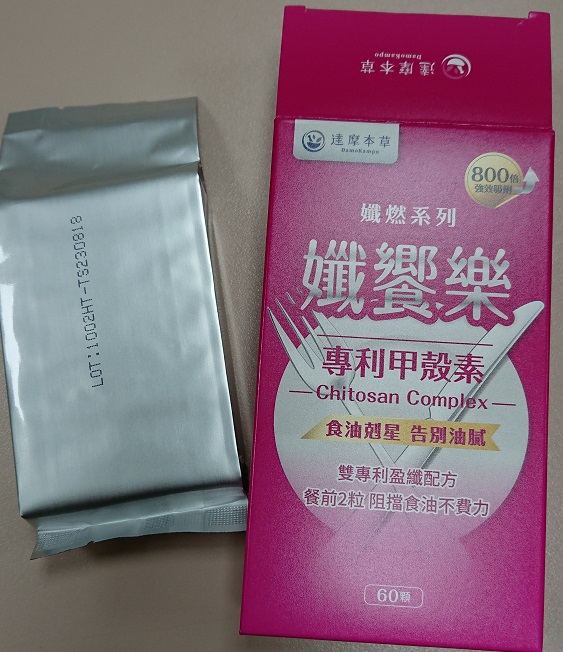 達摩本草
DamoKampo
達摩本草
DamoKampo
800倍
強效吸附
孅燃系列
孅饗樂
專利甲殼素
Chitosan Complex
食油剋星 告別油膩
雙專利盈纖配方
餐前2粒 阻擋食油不費力
60顆
LOT:1002HT-TS230818